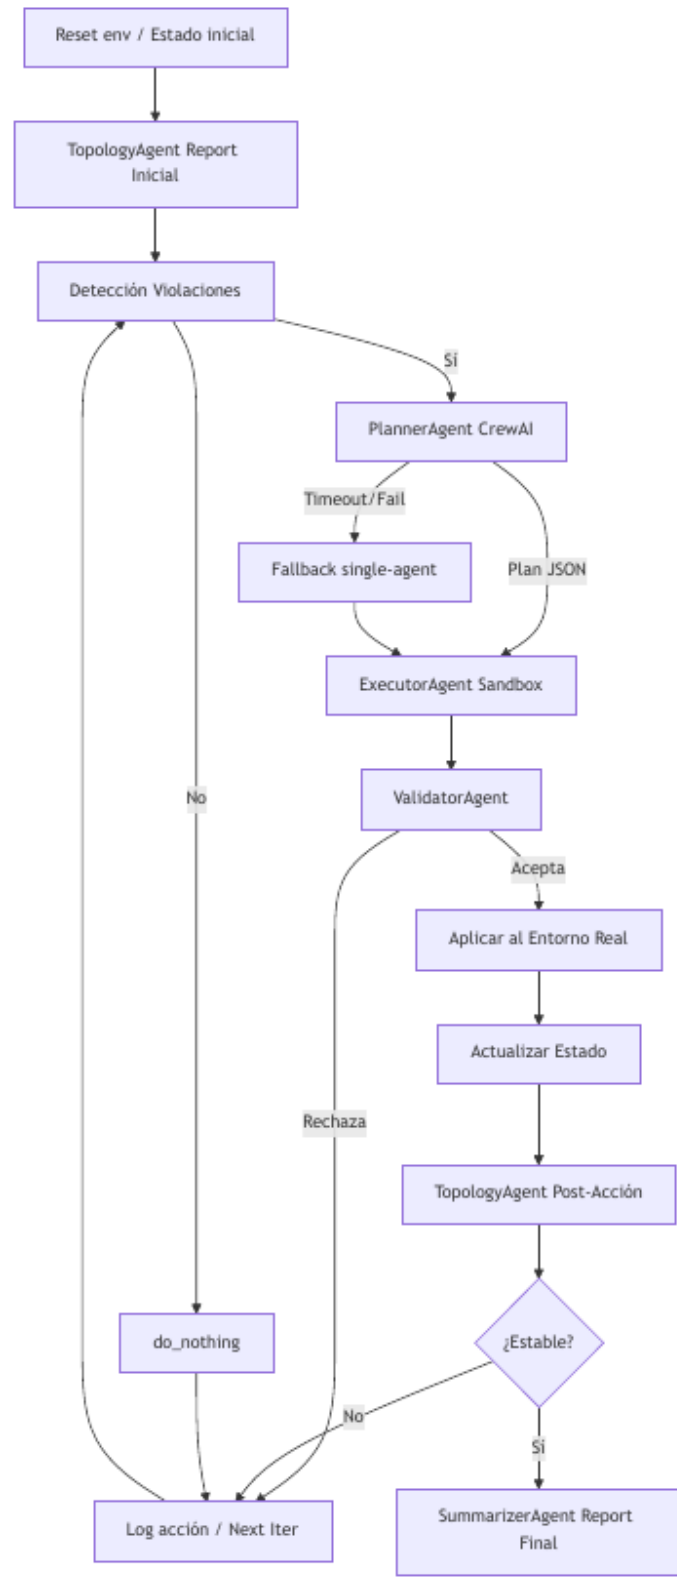 Reset env / Estado inicial
TopologyAgent Report
Inicial
Detección Violaciones
Sí
PlannerAgent CrewAI
Timeout/Fail
Fallback single-agent
Plan JSON
ExecutorAgent Sandbox
No
ValidatorAgent
Acepta
Aplicar al Entorno Real
Actualizar Estado
Rechaza
TopologyAgent Post-Acción
do_nothing
¿Estable?
No
Sí
Log acción / Next Iter
SummarizerAgent Report
Final